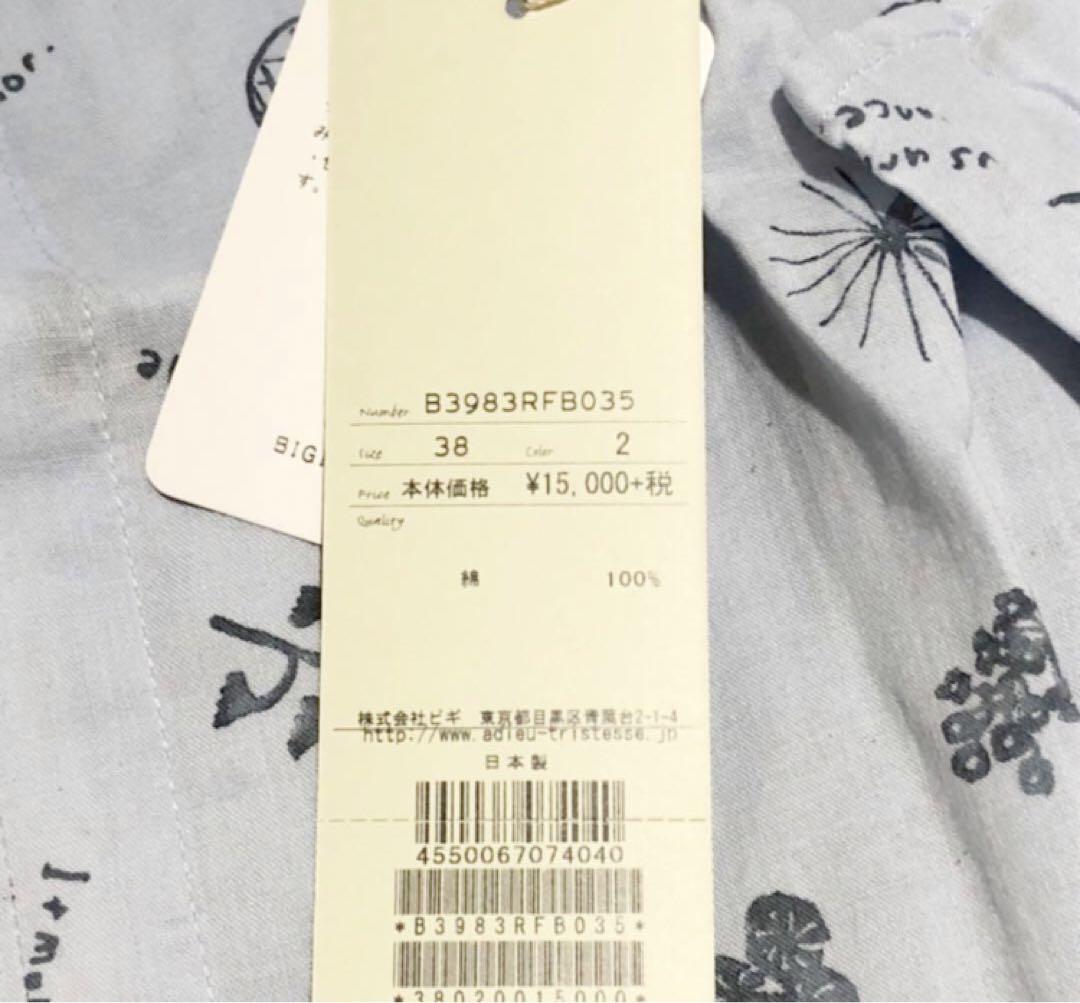 Number B3983RFB035
Size 38 Color 2
Price 本体価格 ¥15,000+税
Quality
綿 100%
株式会社ビギ 東京都目黒区青葉台2-1-4
http://www.adieu-tristesse.jp
日本製
4550067074040
*B3983RFB035*
*38020015000*
す。
BIGI